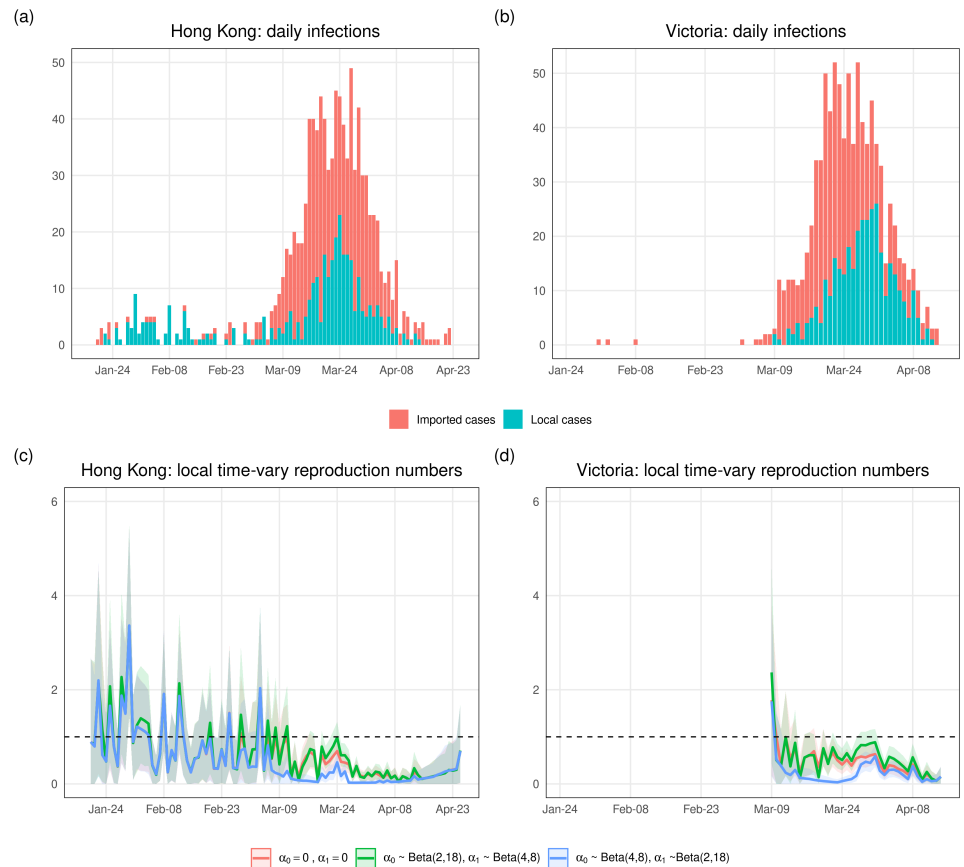 (a)
Hong Kong: daily infections
50
40
30
20
10
0
Jan-24 Feb-08 Feb-23 Mar-09 Mar-24 Apr-08 Apr-23
(b)
Victoria: daily infections
50
40
30
20
10
0
Jan-24 Feb-08 Feb-23 Mar-09 Mar-24 Apr-08
Imported cases Local cases
(c)
Hong Kong: local time-vary reproduction numbers
6
4
2
1
0
Jan-24 Feb-08 Feb-23 Mar-09 Mar-24 Apr-08 Apr-23
(d)
Victoria: local time-vary reproduction numbers
6
4
2
1
0
Jan-24 Feb-08 Feb-23 Mar-09 Mar-24 Apr-08
α₀ = 0 , α₁ = 0 α₀ ~ Beta(2,18), α₁ ~ Beta(4,8) α₀ ~ Beta(4,8), α₁ ~Beta(2,18)